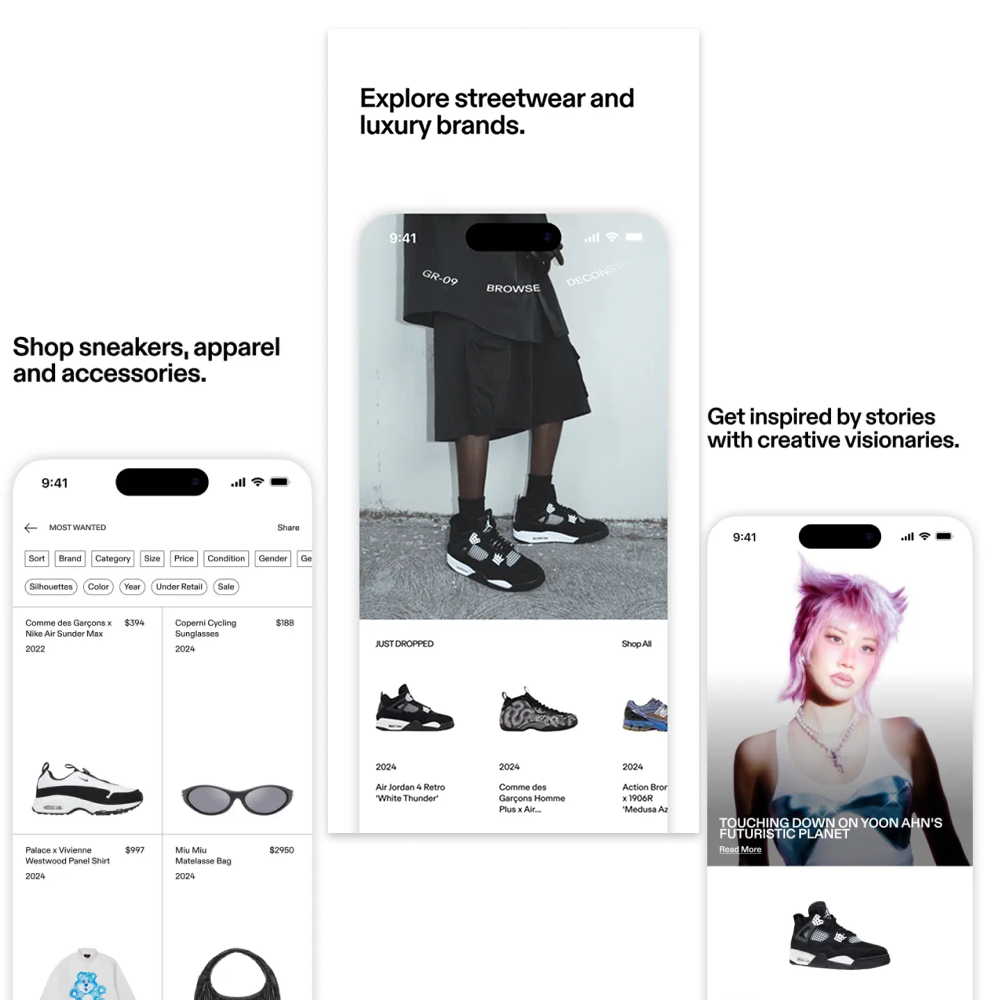 Explore streetwear and
luxury brands.
9:41
GR-09
BROWSE
JUST DROPPED
Shop All
2024
2024
2024
Air Jordan 4 Retro
'White Thunder'
Comme des
Garçons Homme
Plus x Air...
Action Bron
x 1906R
'Medusa Az
Shop sneakers, apparel
and accessories.
9:41
MOST WANTED
Share
Sort
Brand
Category
Size
Price
Condition
Gender
Ge
Silhouettes
Color
Year
Under Retail
Sale
Comme des Garçons x
Nike Air Sunder Max
$394
2022
Coperni Cycling
Sunglasses
$188
2024
Palace x Vivienne
Westwood Panel Shirt
$997
2024
Miu Miu
Matelasse Bag
$2950
2024
Get inspired by stories
with creative visionaries.
9:41
TOUCHING DOWN ON YOON AHN'S
FUTURISTIC PLANET
Read More